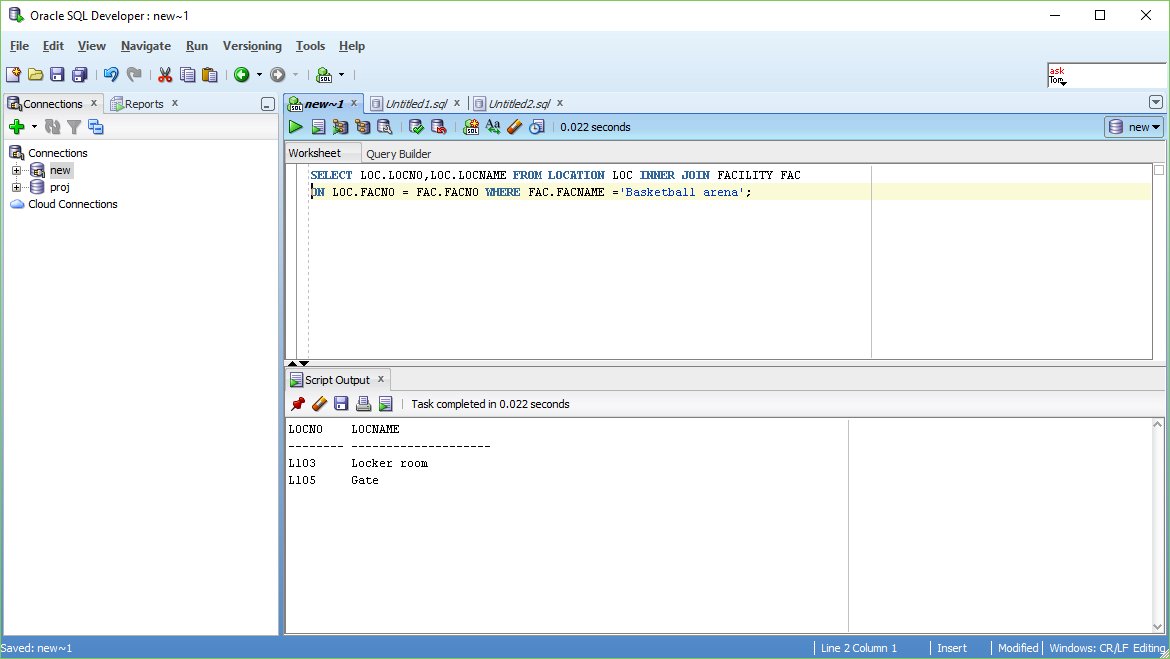 Oracle SQL Developer : new~1
File Edit View Navigate Run Versioning Tools Help
SQL
ask
Tom
Connections x Reports x
SQL new~1 x Untitled1.sql x Untitled2.sql x
SQL Aa 0.022 seconds new
Worksheet Query Builder
Connections
new
proj
Cloud Connections
SELECT LOC.LOCNO,LOC.LOCNAME FROM LOCATION LOC INNER JOIN FACILITY FAC
ON LOC.FACNO = FAC.FACNO WHERE FAC.FACNAME ='Basketball arena';
Script Output x
Task completed in 0.022 seconds
LOCNO LOCNAME
-------- --------------------
L103 Locker room
L105 Gate
Saved: new~1 Line 2 Column 1 Insert Modified Windows: CR/LF Editing